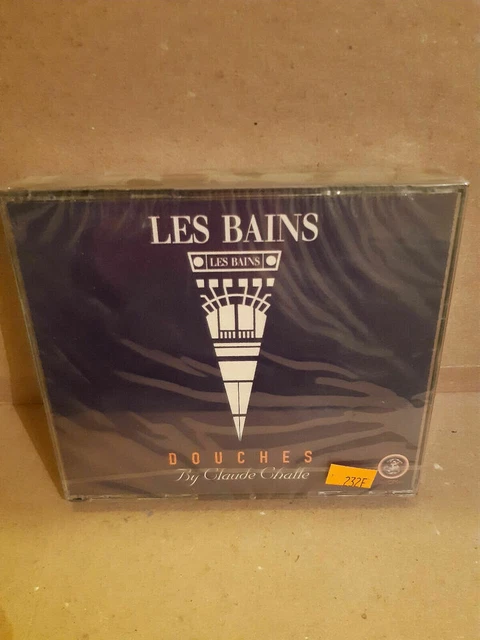 LES BAINS
LES BAINS
DOUCHES
By Claude Challe
232F